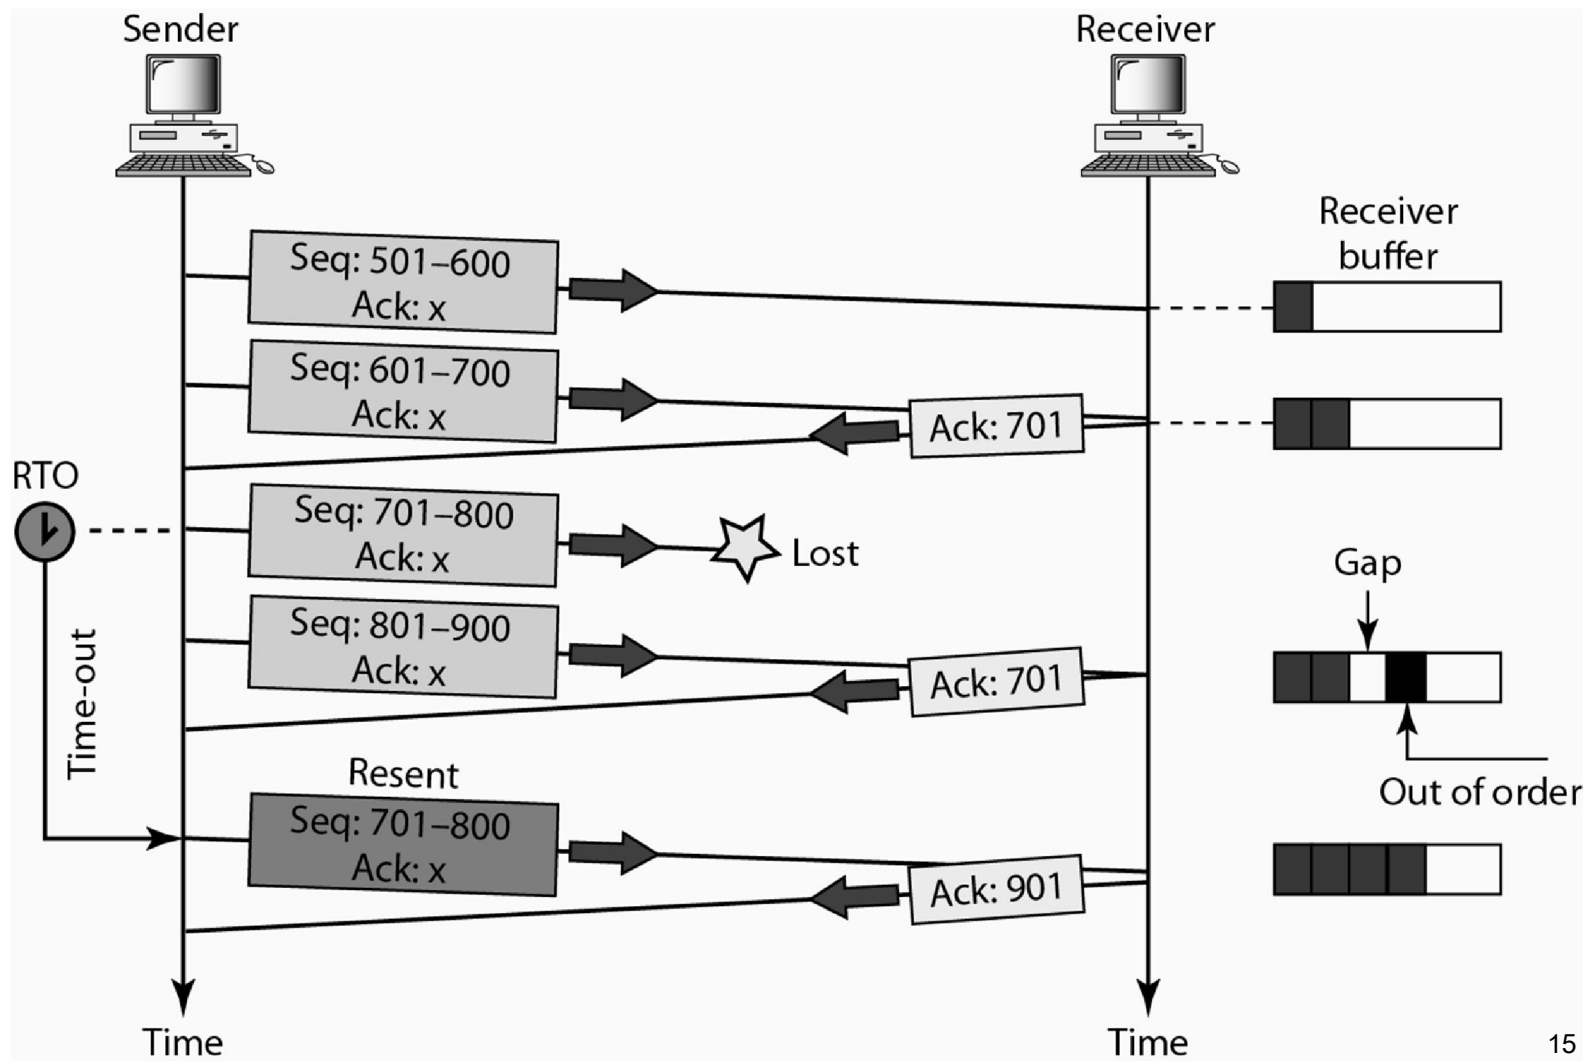 Sender
Receiver
Receiver
buffer
Seq: 501–600
Ack: x
Seq: 601–700
Ack: x
Ack: 701
RTO
Seq: 701–800
Ack: x
Lost
Gap
Time-out
Seq: 801–900
Ack: x
Ack: 701
Out of order
Resent
Seq: 701–800
Ack: x
Ack: 901
Time
Time
15